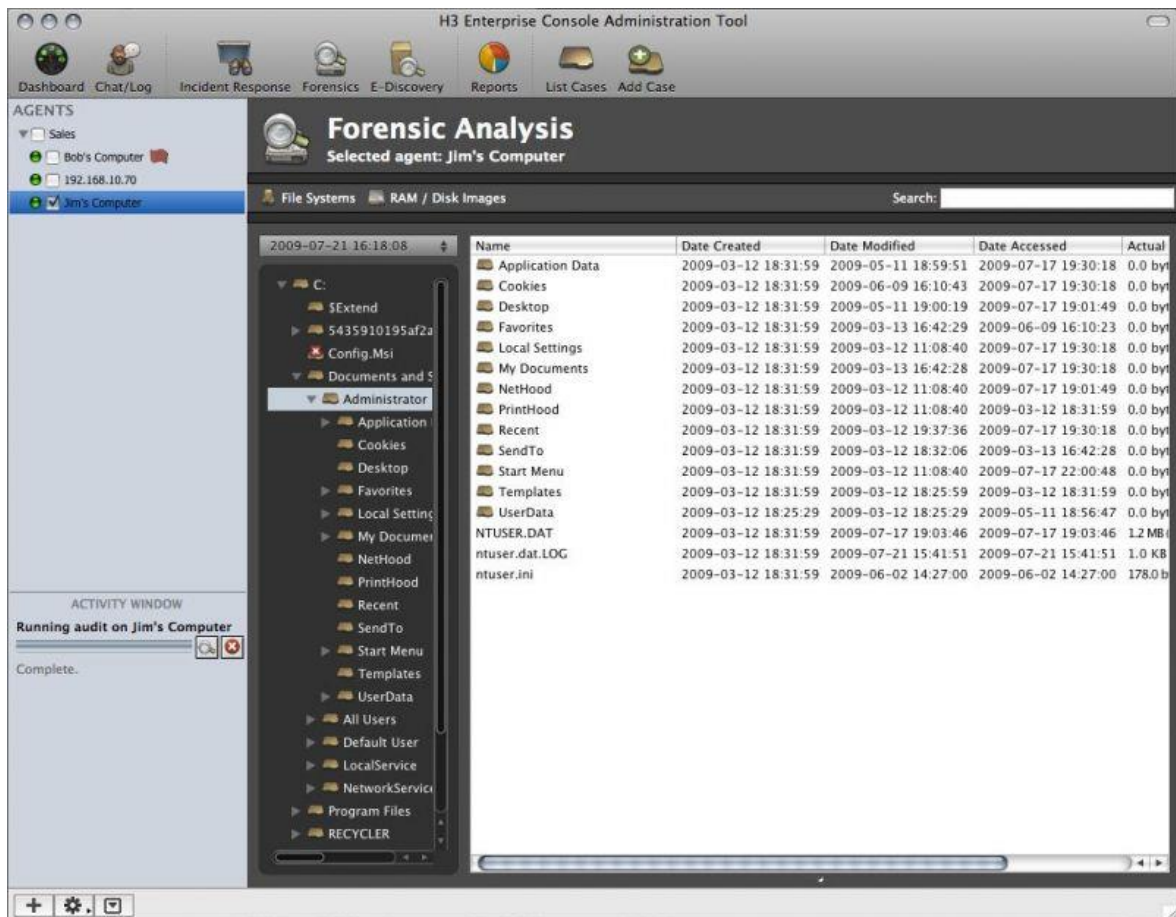 H3 Enterprise Console Administration Tool
Dashboard Chat/Log Incident Response Forensics E-Discovery Reports List Cases Add Case
AGENTS
Sales
Bob's Computer
192.168.10.70
Jim's Computer
Forensic Analysis
Selected agent: Jim's Computer
File Systems RAM / Disk Images Search:
2009-07-21 16:18:08
C:
$Extend
5435910195af2a
Config.Msi
Documents and S
Administrator
Application
Cookies
Desktop
Favorites
Local Setting
My Documen
NetHood
PrintHood
Recent
SendTo
Start Menu
Templates
UserData
All Users
Default User
LocalService
NetworkService
Program Files
RECYCLER
Name Date Created Date Modified Date Accessed Actual
Application Data 2009-03-12 18:31:59 2009-05-11 18:59:51 2009-07-17 19:30:18 0.0 byt
Cookies 2009-03-12 18:31:59 2009-06-09 16:10:43 2009-07-17 19:30:18 0.0 byt
Desktop 2009-03-12 18:31:59 2009-05-11 19:00:19 2009-07-17 19:01:49 0.0 byt
Favorites 2009-03-12 18:31:59 2009-03-13 16:42:29 2009-06-09 16:10:23 0.0 byt
Local Settings 2009-03-12 18:31:59 2009-03-12 11:08:40 2009-07-17 19:30:18 0.0 byt
My Documents 2009-03-12 18:31:59 2009-03-13 16:42:28 2009-07-17 19:30:18 0.0 byt
NetHood 2009-03-12 18:31:59 2009-03-12 11:08:40 2009-07-17 19:01:49 0.0 byt
PrintHood 2009-03-12 18:31:59 2009-03-12 11:08:40 2009-03-12 18:31:59 0.0 byt
Recent 2009-03-12 18:31:59 2009-03-12 19:37:36 2009-07-17 19:30:18 0.0 byt
SendTo 2009-03-12 18:31:59 2009-03-12 18:32:06 2009-03-13 16:42:28 0.0 byt
Start Menu 2009-03-12 18:31:59 2009-03-12 11:08:40 2009-07-17 22:00:48 0.0 byt
Templates 2009-03-12 18:31:59 2009-03-12 18:25:59 2009-03-12 18:31:59 0.0 byt
UserData 2009-03-12 18:25:29 2009-03-12 18:25:29 2009-05-11 18:56:47 0.0 byt
NTUSER.DAT 2009-03-12 18:31:59 2009-07-17 19:03:46 2009-07-17 19:03:46 1.2 MB
ntuser.dat.LOG 2009-03-12 18:31:59 2009-07-21 15:41:51 2009-07-21 15:41:51 1.0 KB
ntuser.ini 2009-03-12 18:31:59 2009-06-02 14:27:00 2009-06-02 14:27:00 178.0 b
ACTIVITY WINDOW
Running audit on Jim's Computer
Complete.